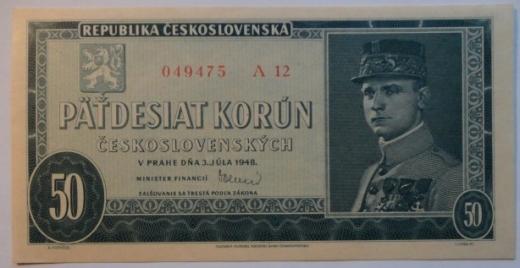 REPUBLIKA ČESKOSLOVENSKÁ
049475 A 12
PÄŤDESIAT KORÚN
ČESKOSLOVENSKÝCH
V PRAHE DŇA 3. JÚLA 1948.
MINISTER FINANCIÍ
FALŠOVANIE SA TRESTÁ PODĽA ZÁKONA
50
50